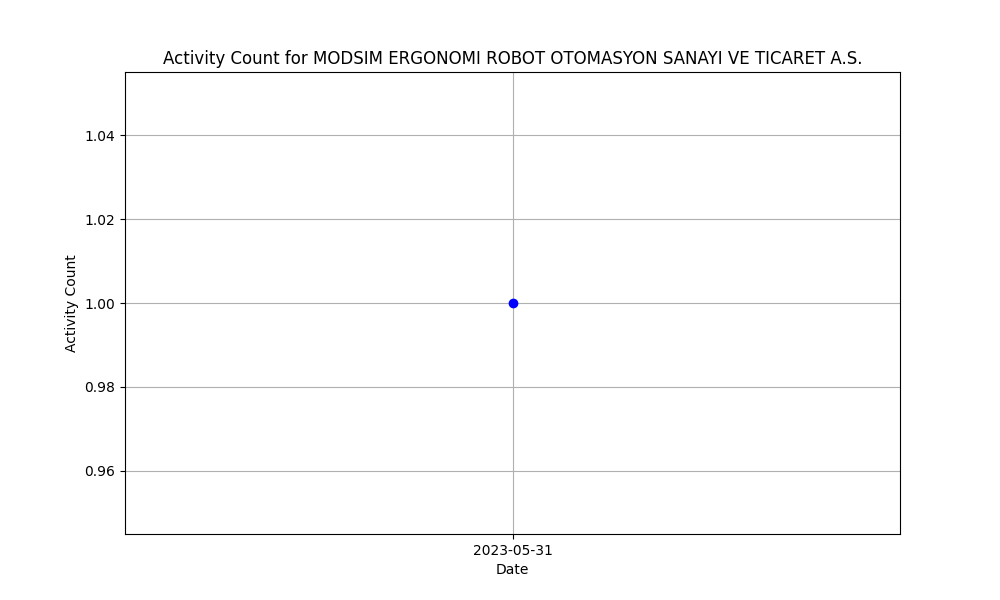 Activity Count for MODSIM ERGONOMI ROBOT OTOMASYON SANAYI VE TICARET A.S.
1.04
1.02
1.00
0.98
0.96
Activity Count
2023-05-31
Date